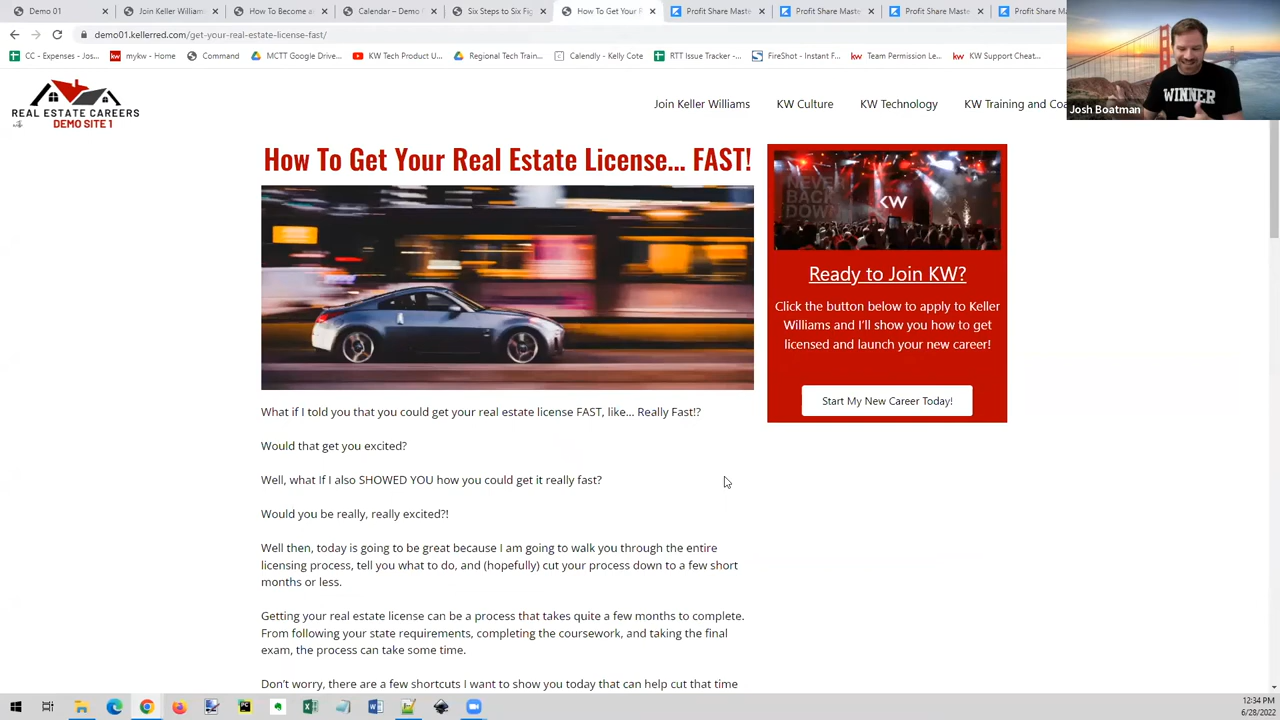 Demo 01
Join Keller William
How To Become a
Calendar – Demo
Six Steps to Six Fig
How To Get Your R
Profit Share Maste
Profit Share Maste
Profit Share Maste
Profit Share Mas
demo01.kellerred.com/get-your-real-estate-license-fast/
CC - Expenses - Jos...
mykw - Home
Command
MCTT Google Drive...
KW Tech Product U...
Regional Tech Train...
Calendly - Kelly Cote
RTT Issue Tracker -...
FireShot - Instant F...
Team Permission Le...
KW Support Cheat...
WINNER
Josh Boatman
REAL ESTATE CAREERS
DEMO SITE 1
Join Keller Williams
KW Culture
KW Technology
KW Training and Coa
How To Get Your Real Estate License... FAST!
NEVER
BACK
DOWN
KW
Ready to Join KW?
Click the button below to apply to Keller
Williams and I'll show you how to get
licensed and launch your new career!
Start My New Career Today!
What if I told you that you could get your real estate license FAST, like... Really Fast!?
Would that get you excited?
Well, what If I also SHOWED YOU how you could get it really fast?
Would you be really, really excited?!
Well then, today is going to be great because I am going to walk you through the entire
licensing process, tell you what to do, and (hopefully) cut your process down to a few short
months or less.
Getting your real estate license can be a process that takes quite a few months to complete.
From following your state requirements, completing the coursework, and taking the final
exam, the process can take some time.
Don't worry, there are a few shortcuts I want to show you today that can help cut that time
12:34 PM
6/28/2022